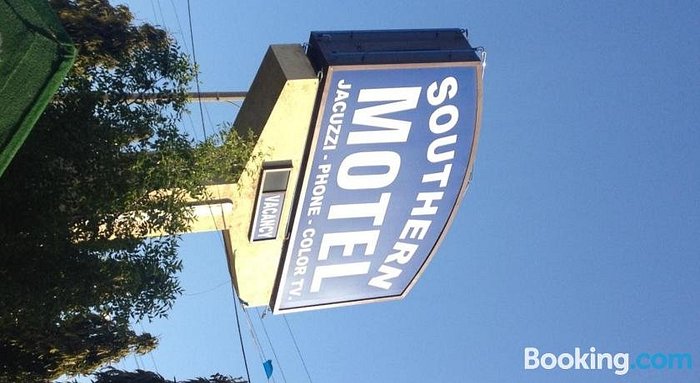 SOUTHERN
MOTEL
JACUZZI - PHONE - COLOR TV.
VACANCY
Booking.com